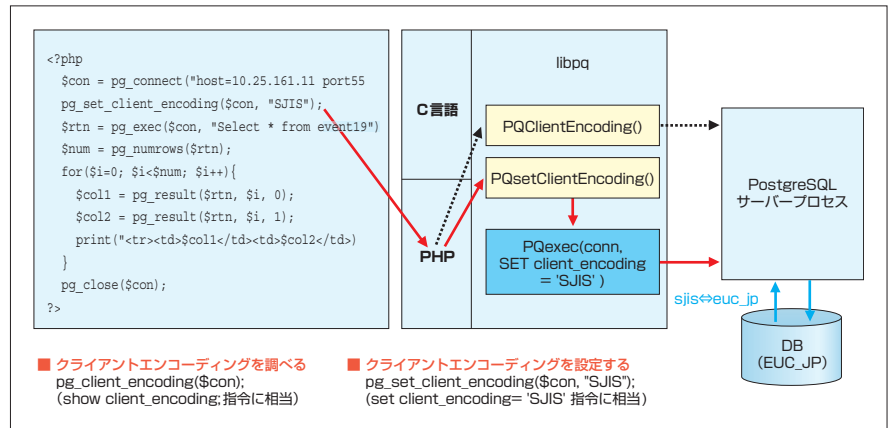 <?php
$con = pg_connect("host=10.25.161.11 port55
pg_set_client_encoding($con, "SJIS");
$rtn = pg_exec($con, "Select * from event19")
$num = pg_numrows($rtn);
for($i=0; $i<$num; $i++){
$col1 = pg_result($rtn, $i, 0);
$col2 = pg_result($rtn, $i, 1);
print("<tr><td>$col1</td><td>$col2</td>)
}
pg_close($con);
?>
C言語
PHP
libpq
PQClientEncoding()
PQsetClientEncoding()
PQexec(conn,
SET client_encoding
= 'SJIS' )
PostgreSQL
サーバープロセス
sjis⇔euc_jp
DB
(EUC_JP)
■ クライアントエンコーディングを調べる
pg_client_encoding($con);
(show client_encoding;指令に相当)
■ クライアントエンコーディングを設定する
pg_set_client_encoding($con, "SJIS");
(set client_encoding= 'SJIS' 指令に相当)